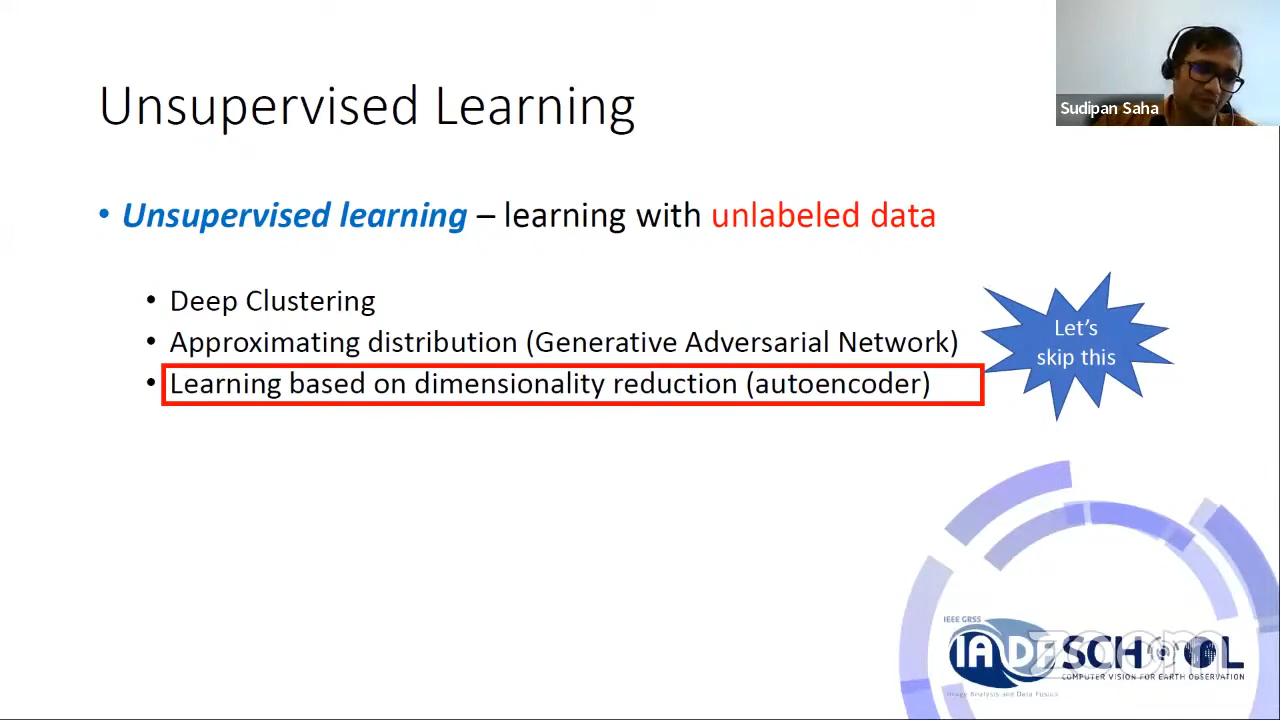 Unsupervised Learning
Sudipan Saha
• Unsupervised learning – learning with unlabeled data
• Deep Clustering
• Approximating distribution (Generative Adversarial Network)
• Learning based on dimensionality reduction (autoencoder)
Let's
skip this
IEEE GRSS
IADF SCHOOL
zoom
COMPUTER VISION FOR EARTH OBSERVATION
Image Analysis and Data Fusion